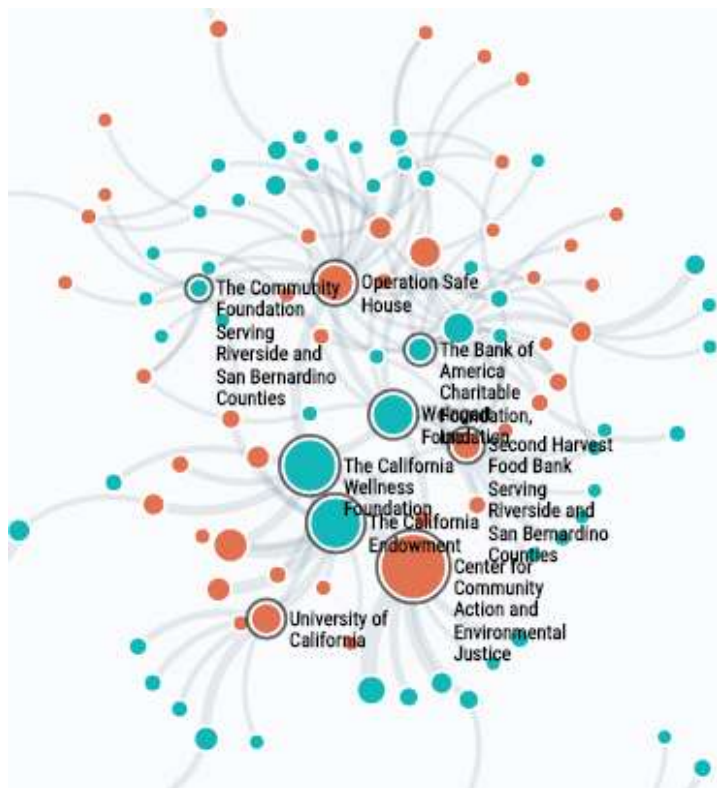 The Community
Foundation
Serving
Riverside and
San Bernardino
Counties
Operation Safe
House
The Bank of
America
Charitable
Foundation,
Weingart
Foundation
Second Harvest
Food Bank
Serving
Riverside and
San Bernardino
Counties
The California
Wellness
Foundation
The California
Endowment
Center for
Community
Action and
Environmental
Justice
University of
California